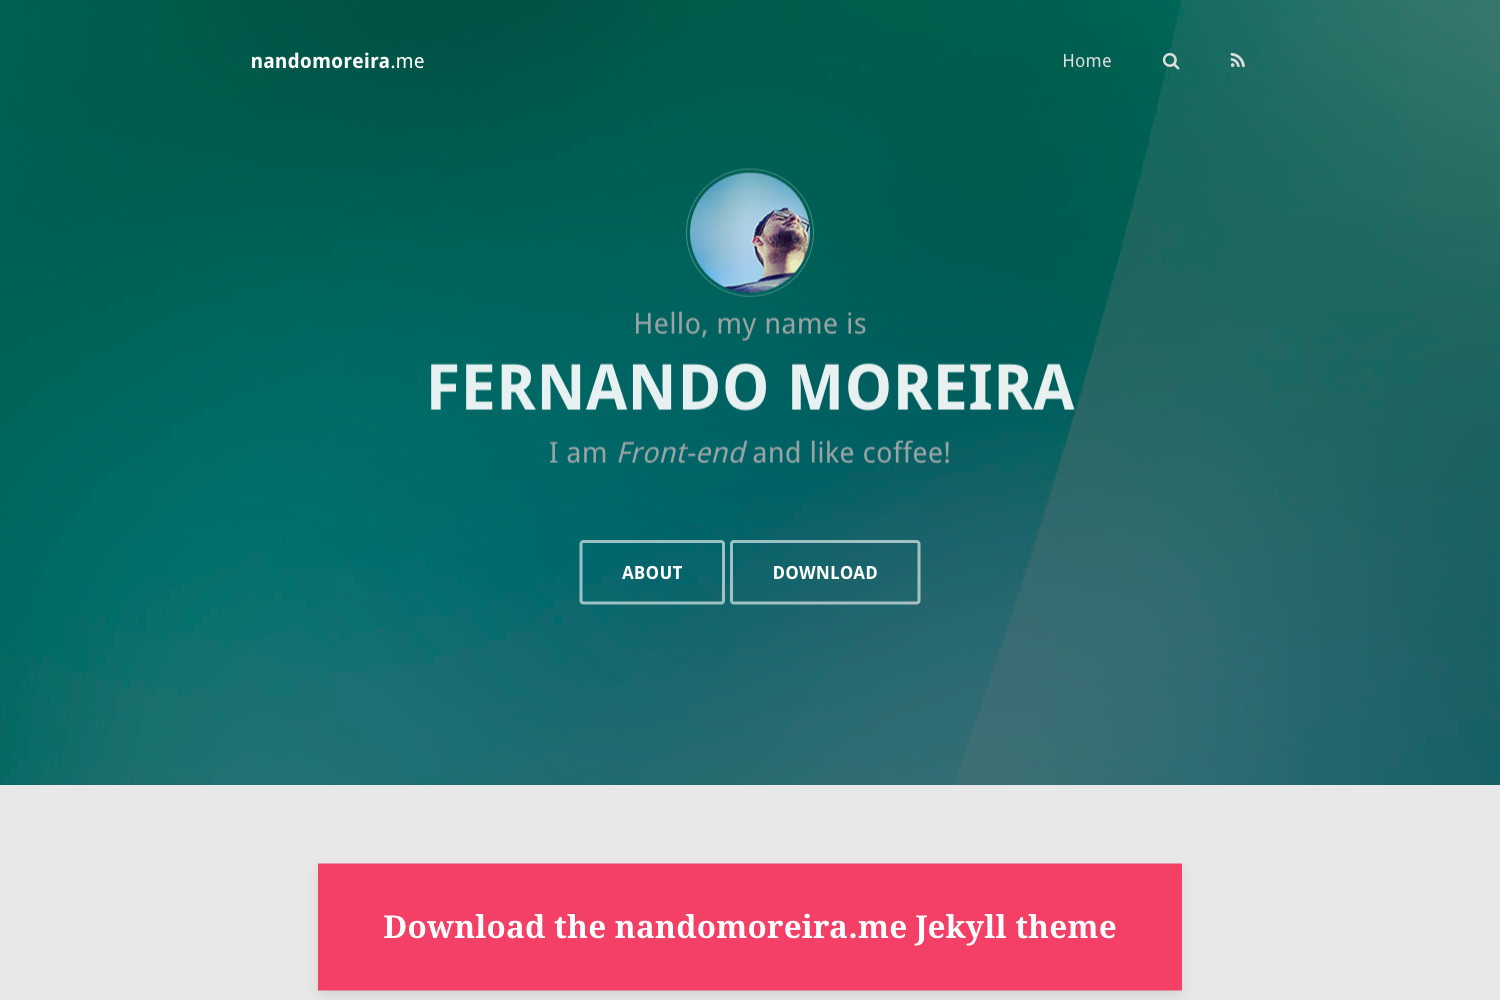 nandomoreira.me
Home
Hello, my name is
FERNANDO MOREIRA
I am Front-end and like coffee!
ABOUT
DOWNLOAD
Download the nandomoreira.me Jekyll theme